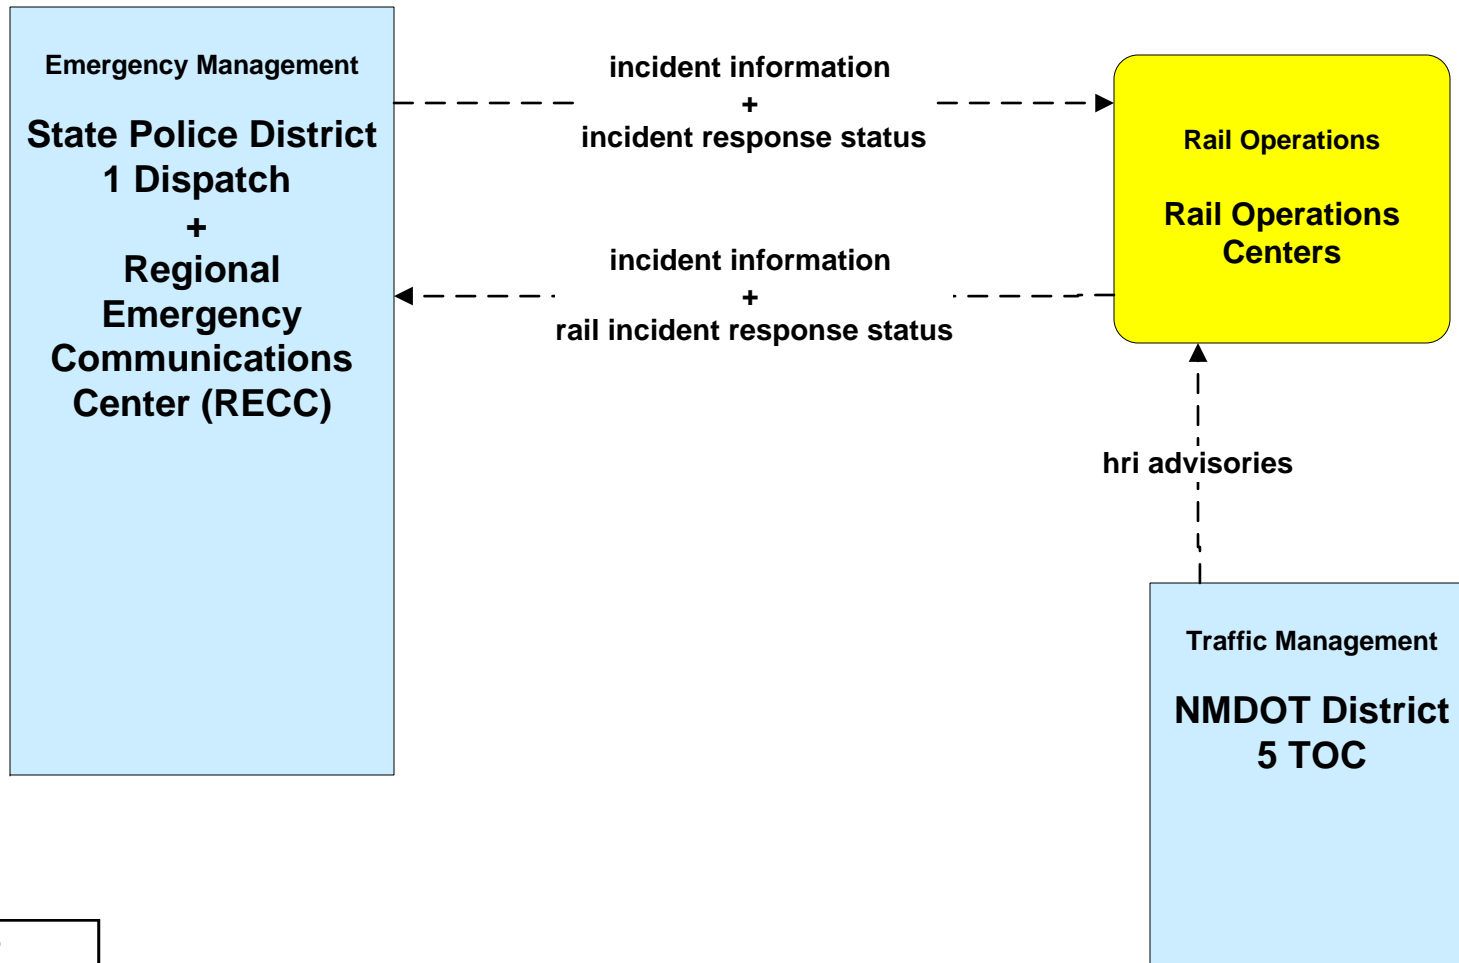 Emergency Management
State Police District
1 Dispatch
+
Regional
Emergency
Communications
Center (RECC)
incident information
+
incident response status
incident information
+
rail incident response status
Rail Operations
Rail Operations
Centers
hri advisories
Traffic Management
NMDOT District
5 TOC